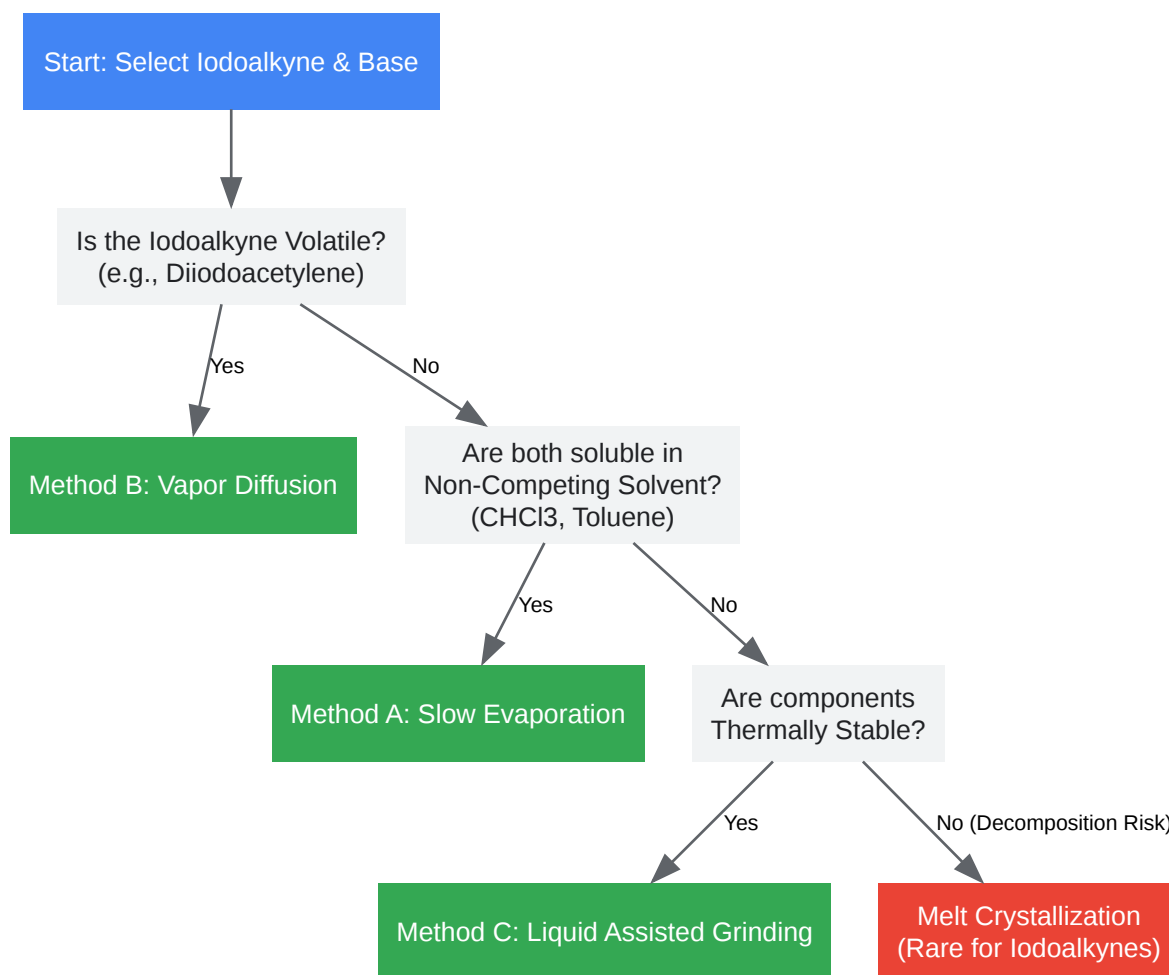 Start: Select Iodoalkyne & Base
Is the Iodoalkyne Volatile?
(e.g., Diiodoacetylene)
Yes
No
Method B: Vapor Diffusion
Are both soluble in
Non-Competing Solvent?
(CHCl3, Toluene)
Yes
No
Method A: Slow Evaporation
Are components
Thermally Stable?
Yes
No (Decomposition Risk)
Method C: Liquid Assisted Grinding
Melt Crystallization
(Rare for Iodoalkynes)